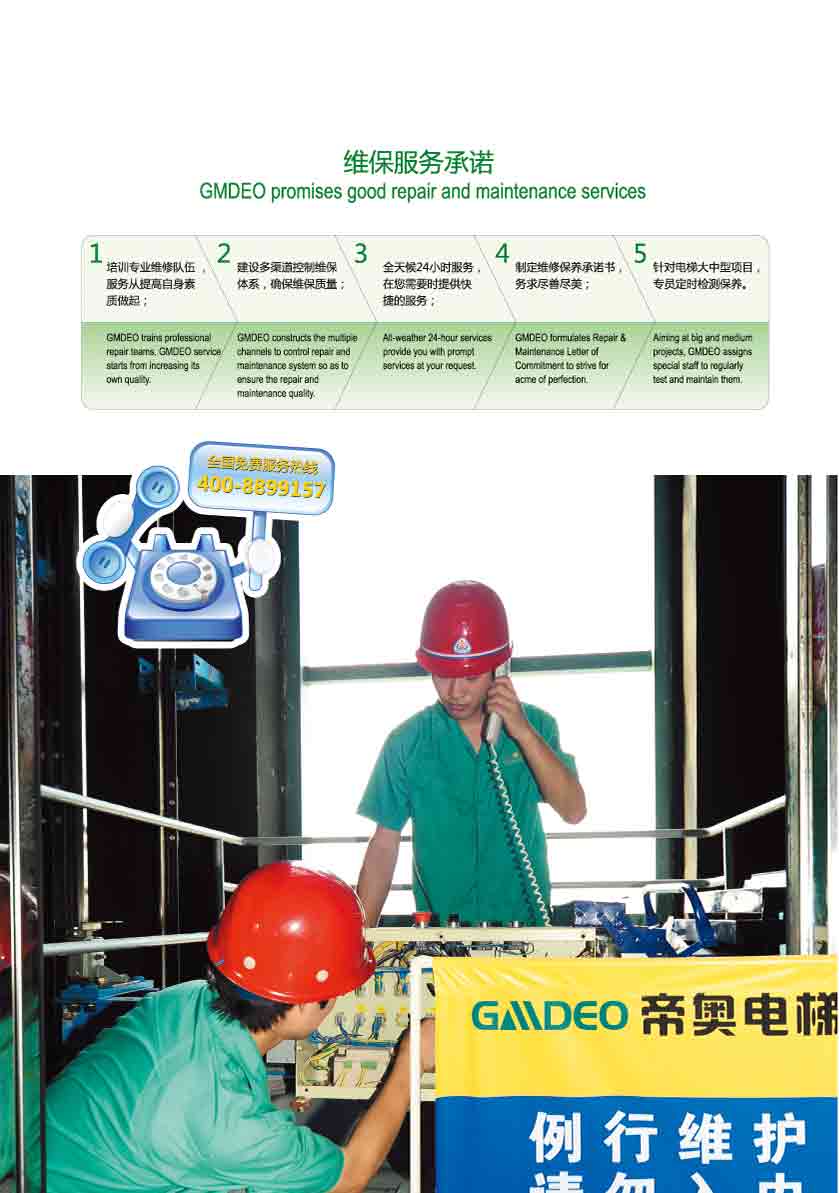 维保服务承诺
GMDEO promises good repair and maintenance services
1
培训专业维修队伍，
服务从提高自身素
质做起；
GMDEO trains professional
repair teams. GMDEO service
starts from increasing its
own quality.
2
建设多渠道控制维保
体系，确保维保质量；
GMDEO constructs the multiple
channels to control repair and
maintenance system so as to
ensure the repair and
maintenance quality.
3
全天候24小时服务，
在您需要时提供快
捷的服务；
All-weather 24-hour services
provide you with prompt
services at your request.
4
制定维修保养承诺书，
务求尽善尽美；
GMDEO formulates Repair &
Maintenance Letter of
Commitment to strive for
acme of perfection.
5
针对电梯大中型项目，
专员定时检测保养。
Aiming at big and medium
projects, GMDEO assigns
special staff to regularly
test and maintain them.
全国免费服务热线
400-8899157
GMDEO 帝奥电梯
例行维护
请勿入内